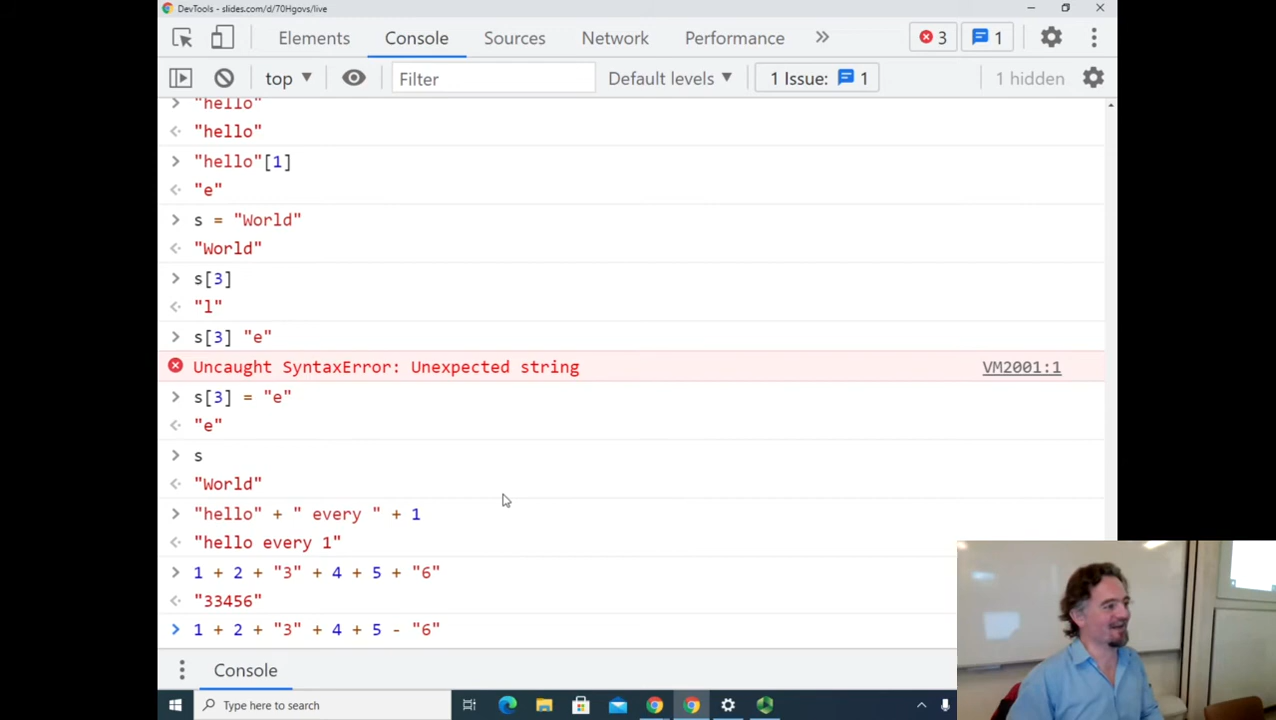 DevTools - slides.com/d/70Hgovs/live
Elements Console Sources Network Performance » 3 1
top ▼ Filter Default levels ▼ 1 Issue: 1 1 hidden
> "hello"
<· "hello"
> "hello"[1]
<· "e"
> s = "World"
<· "World"
> s[3]
<· "l"
> s[3] "e"
Uncaught SyntaxError: Unexpected string VM2001:1
> s[3] = "e"
<· "e"
> s
<· "World"
> "hello" + " every " + 1
<· "hello every 1"
> 1 + 2 + "3" + 4 + 5 + "6"
<· "33456"
> 1 + 2 + "3" + 4 + 5 - "6"
Console
Type here to search